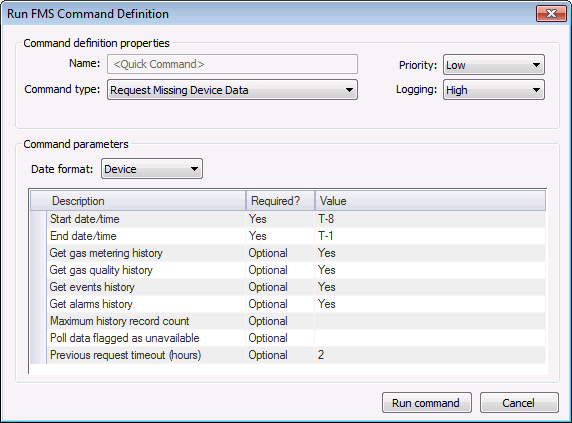 Run FMS Command Definition
Command definition properties
Name: <Quick Command> Priority: Low
Command type: Request Missing Device Data Logging: High
Command parameters
Date format: Device
Description Required? Value
Start date/time Yes T-8
End date/time Yes T-1
Get gas metering history Optional Yes
Get gas quality history Optional Yes
Get events history Optional Yes
Get alarms history Optional Yes
Maximum history record count Optional
Poll data flagged as unavailable Optional
Previous request timeout (hours) Optional 2
Run command Cancel